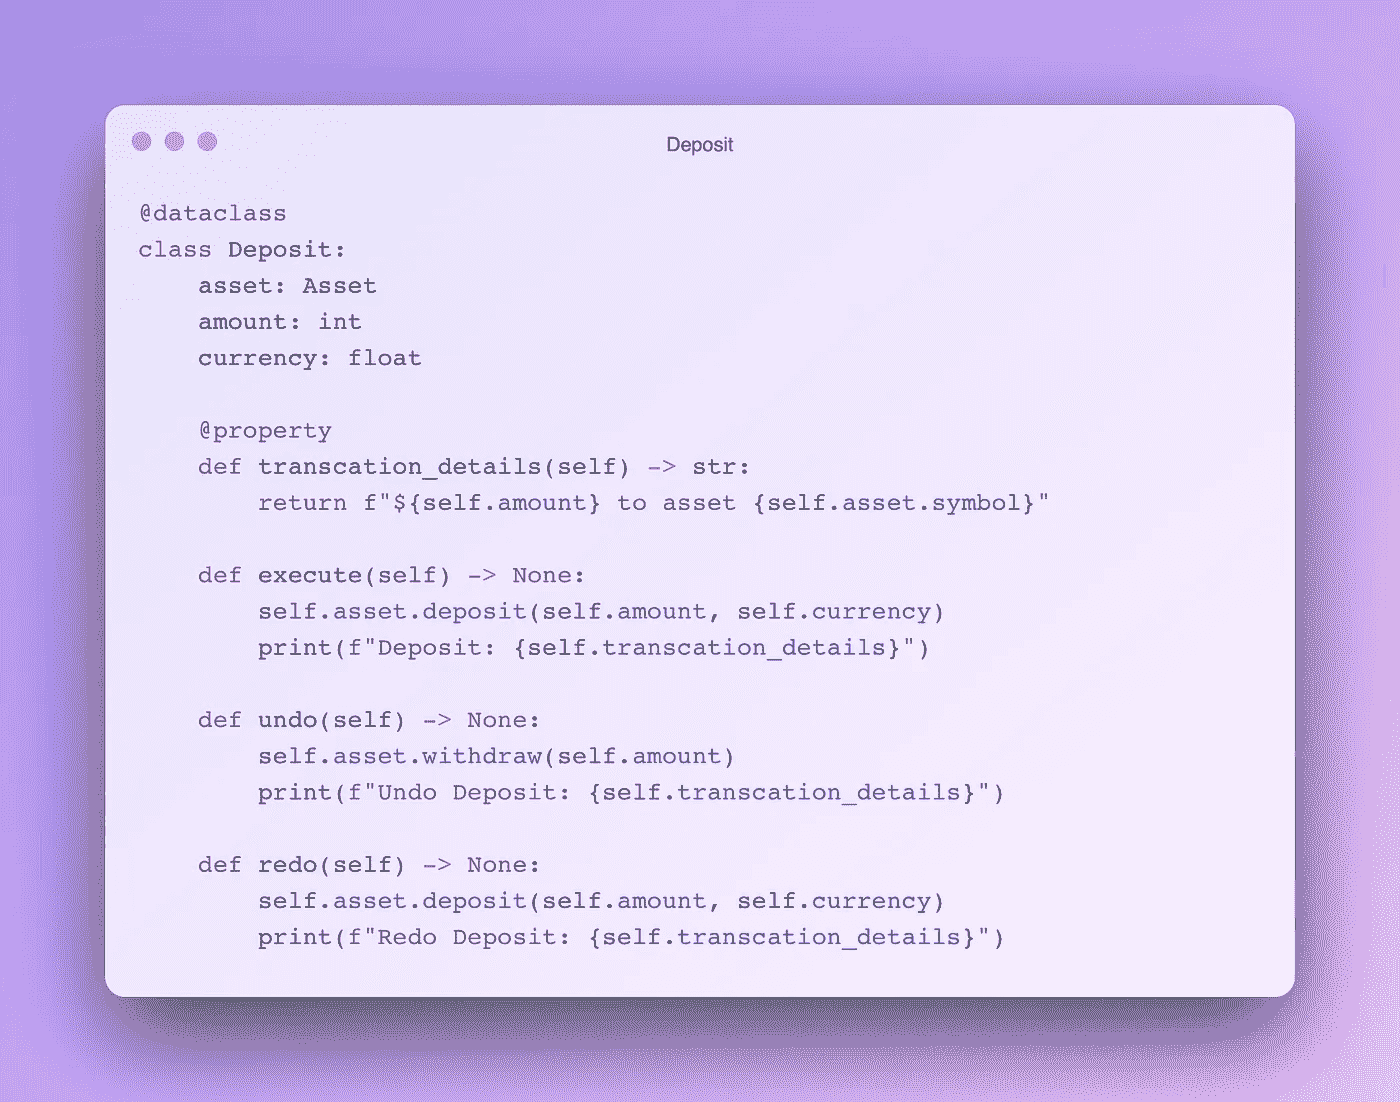 Deposit
@dataclass
class Deposit:
    asset: Asset
    amount: int
    currency: float
    @property
    def transcation_details(self) -> str:
        return f"${self.amount} to asset {self.asset.symbol}"
    def execute(self) -> None:
        self.asset.deposit(self.amount, self.currency)
        print(f"Deposit: {self.transcation_details}")
    def undo(self) -> None:
        self.asset.withdraw(self.amount)
        print(f"Undo Deposit: {self.transcation_details}")
    def redo(self) -> None:
        self.asset.deposit(self.amount, self.currency)
        print(f"Redo Deposit: {self.transcation_details}")